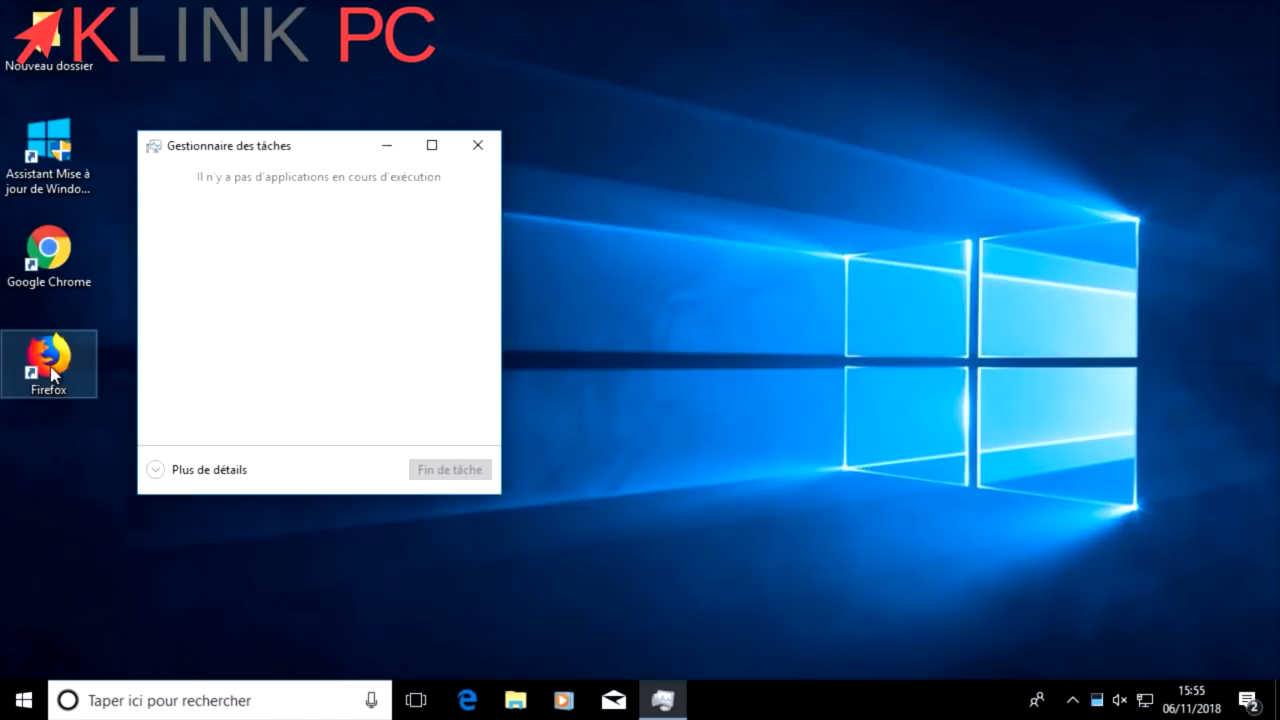 KLINK PC
Nouveau dossier
Assistant Mise à
jour de Windo...
Google Chrome
Firefox
Gestionnaire des tâches
Il n'y a pas d'applications en cours d'exécution
Plus de détails
Fin de tâche
Taper ici pour rechercher
15:55
06/11/2018
2